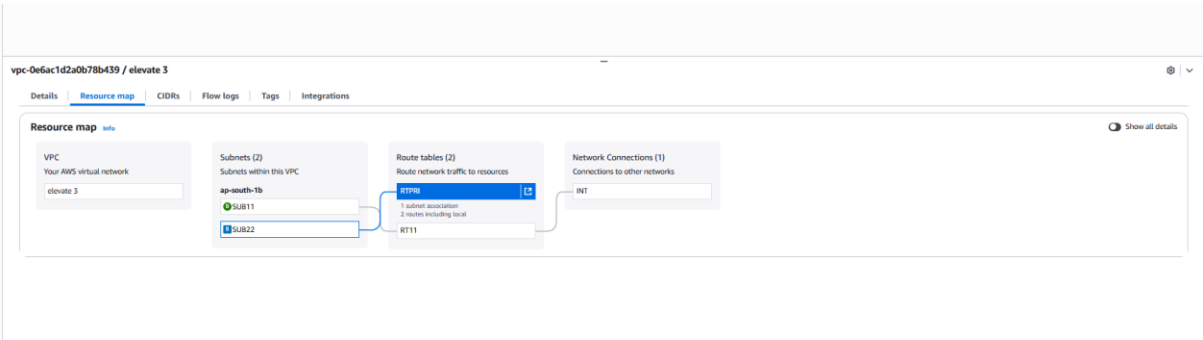 vpc-0e6ac1d2a0b78b439 / elevate 3
Details
Resource map
CIDRs
Flow logs
Tags
Integrations
Resource map Info
Show all details
VPC
Your AWS virtual network
elevate 3
Subnets (2)
Subnets within this VPC
ap-south-1b
SUB11
SUB22
Route tables (2)
Route network traffic to resources
RTPRI
1 subnet association
2 routes including local
RT11
Network Connections (1)
Connections to other networks
INT